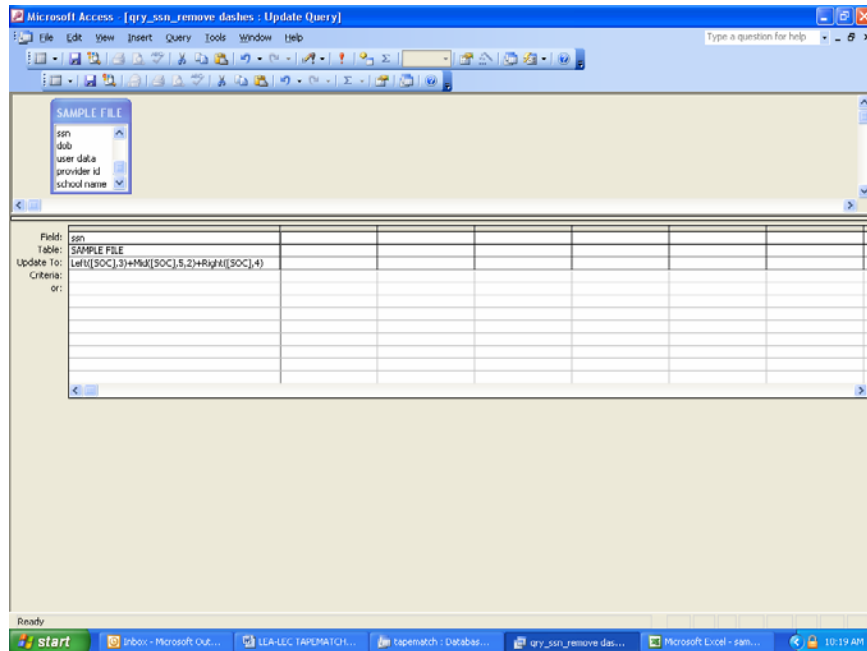 Microsoft Access - [qry_ssn_remove dashes : Update Query]
File Edit View Insert Query Tools Window Help
Type a question for help
SAMPLE FILE
ssn
dob
user data
provider id
school name
Field: ssn
Table: SAMPLE FILE
Update To: Left([SOC],3)+Mid([SOC],5,2)+Right([SOC],4)
Criteria:
or:
Ready
start Inbox - Microsoft Out... LEA-LEC TAPEMATCH... tapematch : Databas... qry_ssn_remove das... Microsoft Excel - sam... 10:19 AM